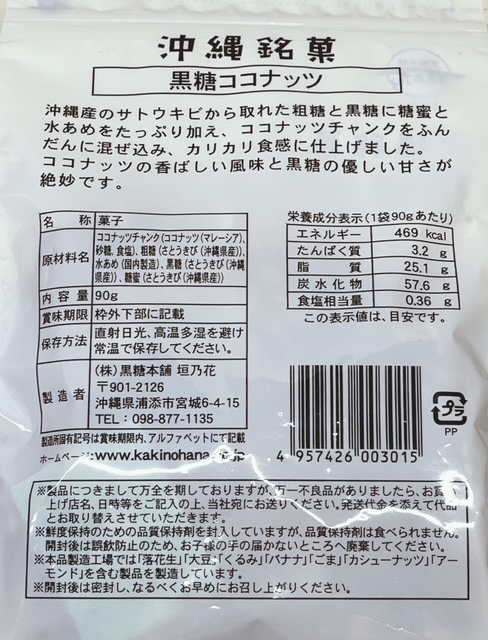 沖縄銘菓
黒糖ココナッツ
沖縄産のサトウキビから取れた粗糖と黒糖に糖蜜と
水あめをたっぷり加え、ココナッツチャンクをふん
だんに混ぜ込み、カリカリ食感に仕上げました。
ココナッツの香ばしい風味と黒糖の優しい甘さが
絶妙です。
名称 菓子
原材料名 ココナッツチャンク(ココナッツ(マレーシア)、
砂糖、食塩)、粗糖(さとうきび(沖縄県産))、
水あめ(国内製造)、黒糖(さとうきび(沖縄
県産))、糖蜜(さとうきび(沖縄県産))
内容量 90g
賞味期限 枠外下部に記載
保存方法 直射日光、高温多湿を避け
常温で保存してください。
製造者 (株)黒糖本舗 垣乃花
〒901-2126
沖縄県浦添市宮城6-4-15
TEL:098-877-1135
製造所固有記号は賞味期限内、アルファベットにて記載
ホームページ:www.kakinohana.jp
栄養成分表示(1袋90gあたり)
エネルギー 469 kcal
たんぱく質 3.2 g
脂質 25.1 g
炭水化物 57.6 g
食塩相当量 0.36 g
この表示値は、目安です。
4 957426 003015
プラ
PP
※製品につきまして万全を期しておりますが、万一不良品がありましたら、お買い
上げ店名、日時等をご記入の上、当社宛にお送りください。発送代金を添えて代品
とお取り替えさせていただきます。
※鮮度保持のための品質保持剤を封入していますが、品質保持剤は食べられません。
開封後は誤飲防止のため、お子様の手の届かないところへ廃棄してください。
※本品製造工場では「落花生」「大豆」「くるみ」「バナナ」「ごま」「カシューナッツ」「アー
モンド」を含む製品を製造しています。
※開封後は密封し、なるべくお早めにお召し上がりください。